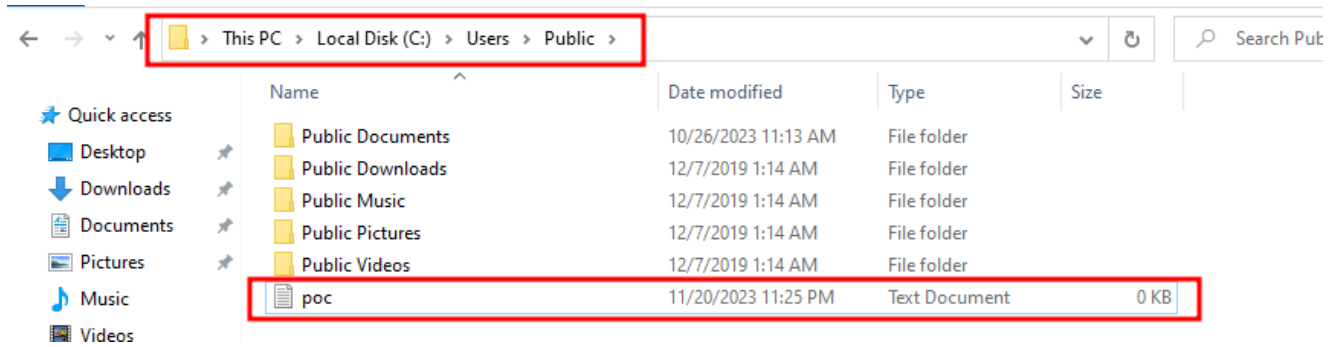 This PC > Local Disk (C:) > Users > Public >
Search Pub
Name Date modified Type Size
Quick access
Desktop
Downloads
Documents
Pictures
Music
Videos
Public Documents 10/26/2023 11:13 AM File folder
Public Downloads 12/7/2019 1:14 AM File folder
Public Music 12/7/2019 1:14 AM File folder
Public Pictures 12/7/2019 1:14 AM File folder
Public Videos 12/7/2019 1:14 AM File folder
poc 11/20/2023 11:25 PM Text Document 0 KB